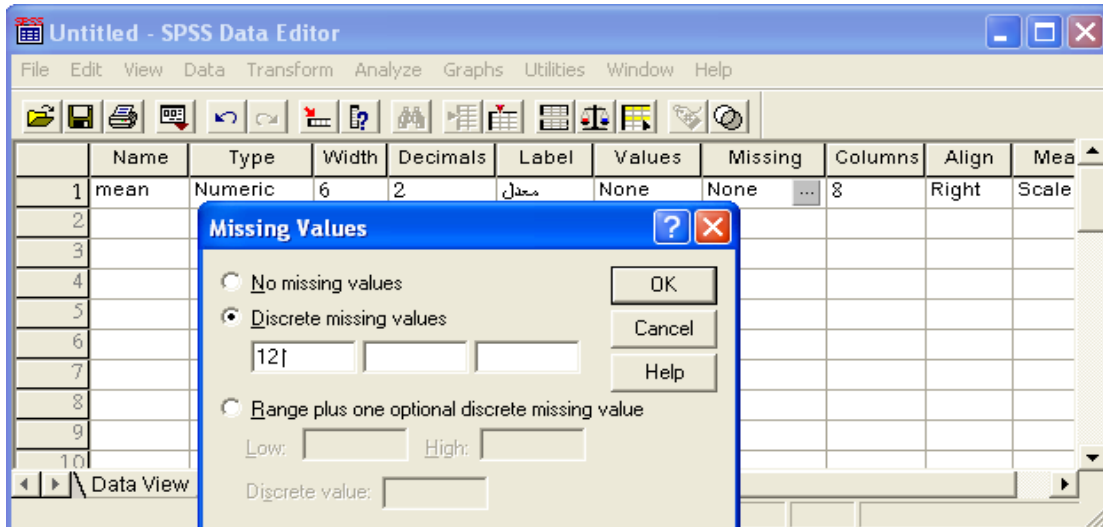 SPSS
Untitled - SPSS Data Editor
File Edit View Data Transform Analyze Graphs Utilities Window Help
Name Type Width Decimals Label Values Missing Columns Align Mea
1 mean Numeric 6 2 معدل None None ... 8 Right Scale
2
3
4
5
6
7
8
9
10
Missing Values
No missing values
Discrete missing values
12
Range plus one optional discrete missing value
Low: High:
Discrete value:
OK
Cancel
Help
Data View